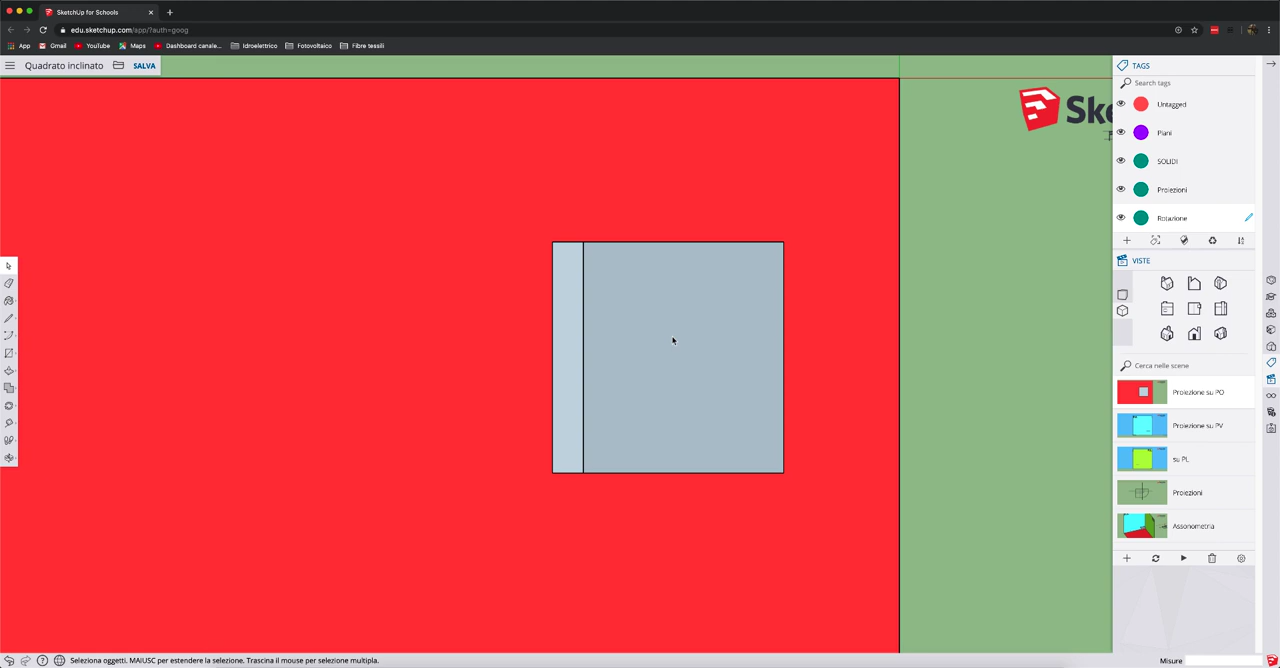 SketchUp for Schools
edu.sketchup.com/app/?auth=goog
App Gmail YouTube Maps Dashboard canale... Idroelettrico Fotovoltaico Fibre tessili
Quadrato inclinato SALVA
Ske
TAGS
Search tags
Untagged
Piani
SOLIDI
Proiezioni
Rotazione
VISTE
Cerca nelle scene
Proiezione su PO
Proiezione su PV
su PL
Proiezioni
Assonometria
Seleziona oggetti. MAIUSC per estendere la selezione. Trascina il mouse per selezione multipla.
Misure